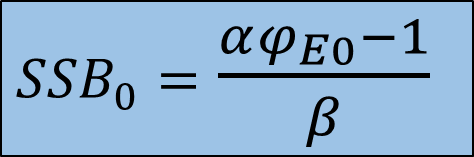 SSB₀ = (αφ_E0 − 1) / β